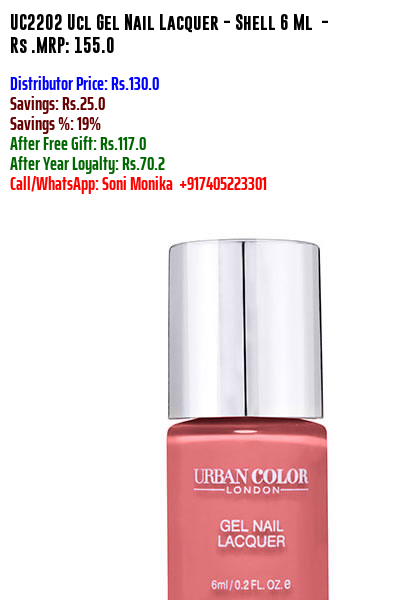 UC2202 Ucl Gel Nail Lacquer - Shell 6 Ml -
Rs .MRP: 155.0
Distributor Price: Rs.130.0
Savings: Rs.25.0
Savings %: 19%
After Free Gift: Rs.117.0
After Year Loyalty: Rs.70.2
Call/WhatsApp: Soni Monika +917405223301
URBAN COLOR
LONDON
GEL NAIL
LACQUER
6ml / 0.2 FL. OZ. e